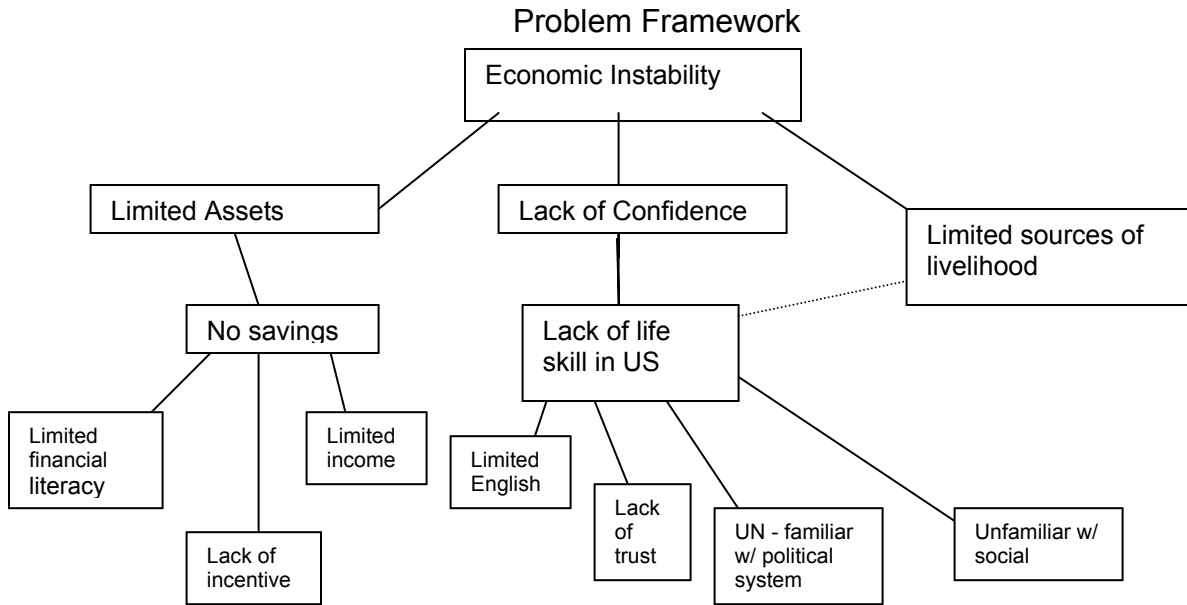 Problem Framework
Economic Instability
Limited Assets
Lack of Confidence
Limited sources of
livelihood
No savings
Lack of life
skill in US
Limited
financial
literacy
Limited
income
Limited
English
Lack of
incentive
Lack
of
trust
UN - familiar
w/ political
system
Unfamiliar w/
social